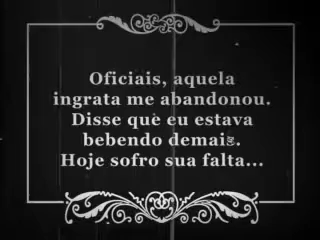 Oficiais, aquela
ingrata me abandonou.
Disse que eu estava
bebendo demais.
Hoje sofro sua falta...